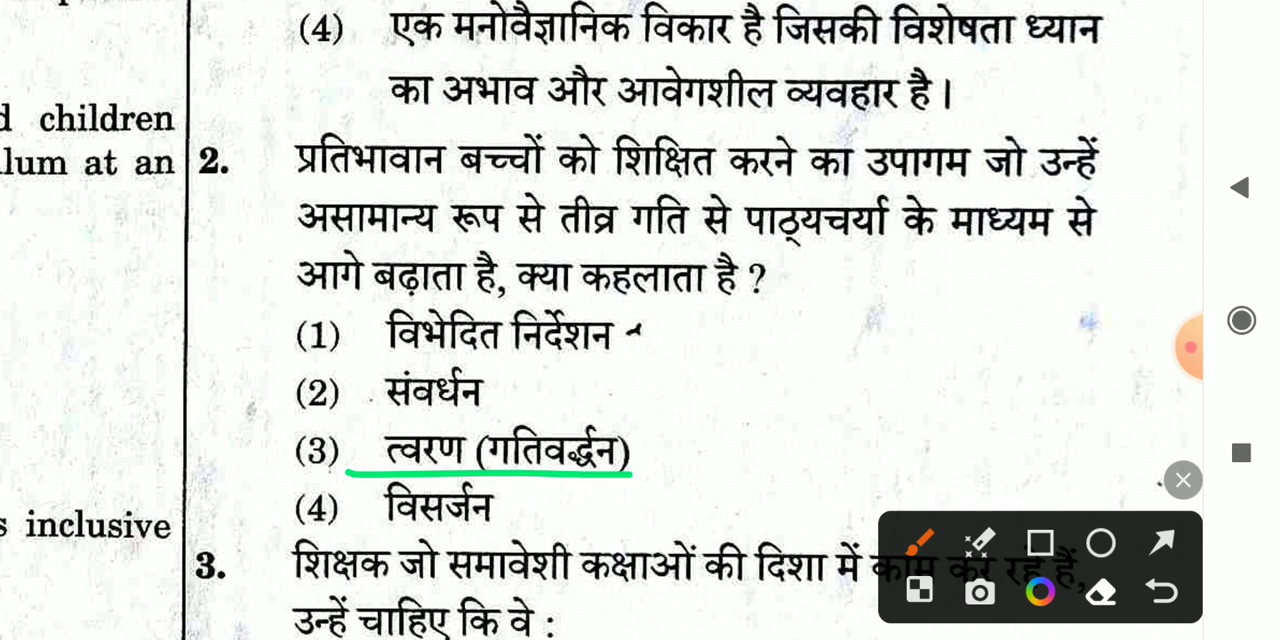 (4) एक मनोवैज्ञानिक विकार है जिसकी विशेषता ध्यान
का अभाव और आवेगशील व्यवहार है।
d children
lum at an
2. प्रतिभावान बच्चों को शिक्षित करने का उपागम जो उन्हें
असामान्य रूप से तीव्र गति से पाठ्यचर्या के माध्यम से
आगे बढ़ाता है, क्या कहलाता है ?
(1) विभेदित निर्देशन
(2) संवर्धन
(3) त्वरण (गतिवर्द्धन)
(4) विसर्जन
s inclusive
3. शिक्षक जो समावेशी कक्षाओं की दिशा में काम कर रहे हैं,
उन्हें चाहिए कि वे :